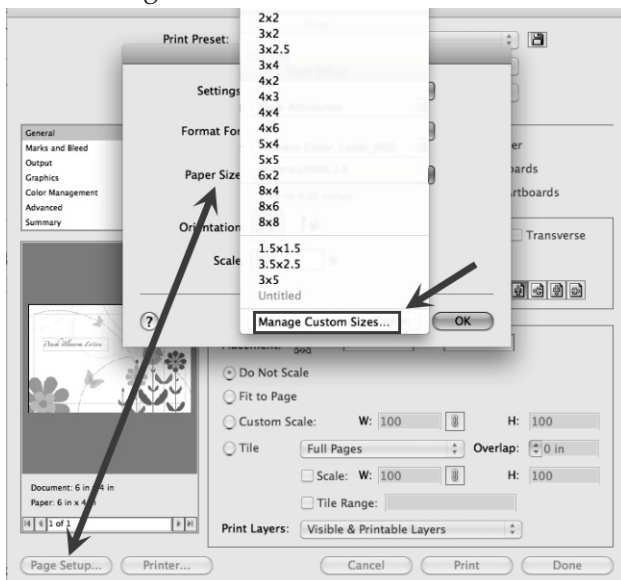 Print Preset:
2x2
3x2
3x2.5
3x4
4x2
4x3
4x4
4x6
5x4
5x5
6x2
8x4
8x6
8x8
1.5x1.5
3.5x2.5
3x5
Untitled
Manage Custom Sizes...
Settings
Format For
Paper Size
Orientation
Scale
?
OK
General
Marks and Bleed
Output
Graphics
Color Management
Advanced
Summary
Transverse
Document: 6 in x 4 in
Paper: 6 in x 4 in
1 of 1
Placement:
Do Not Scale
Fit to Page
Custom Scale: W: 100 H: 100
Tile Full Pages Overlap: 0 in
Scale: W: 100 H: 100
Tile Range:
Print Layers: Visible & Printable Layers
Page Setup... Printer... Cancel Print Done